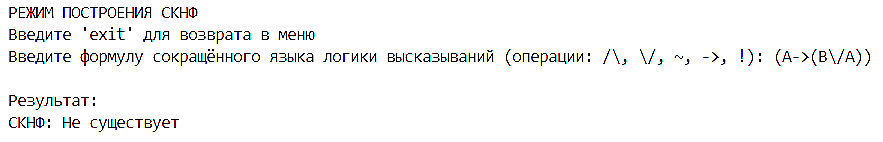 РЕЖИМ ПОСТРОЕНИЯ СКНФ
Введите 'exit' для возврата в меню
Введите формулу сокращённого языка логики высказываний (операции: /\, \/, ~, ->, !): (A->(B\/A))
Результат:
СКНФ: Не существует